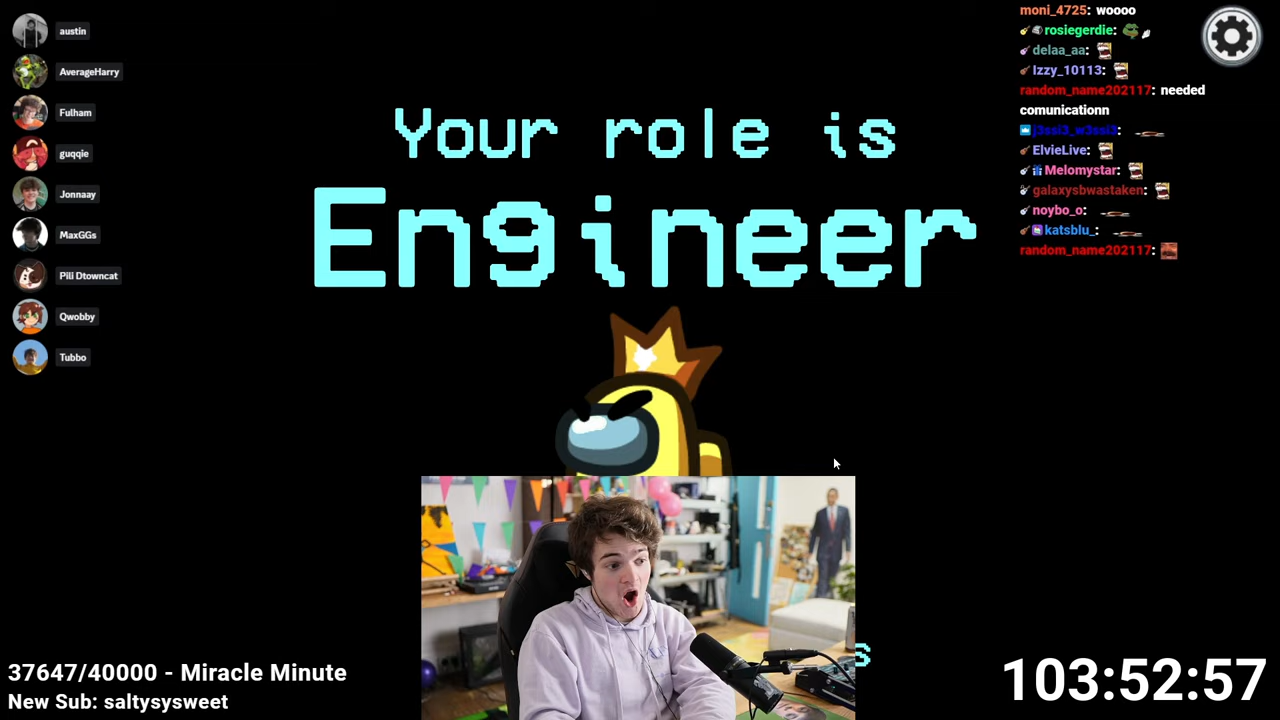 austin
AverageHarry
Fulham
guqqie
Jonnaay
MaxGGs
Pili Dtowncat
Qwobby
Tubbo
Your role is
Engineer
moni_4725: woooo
rosiegerdie:
delaa_aa:
Izzy_10113:
random_name202117: needed
comunicationn
j3ssi3_w3ssi3:
ElvieLive:
Melomystar:
galaxysbwastaken:
noybo_o:
katsblu_:
random_name202117:
s
37647/40000 - Miracle Minute
New Sub: saltysysweet
103:52:57